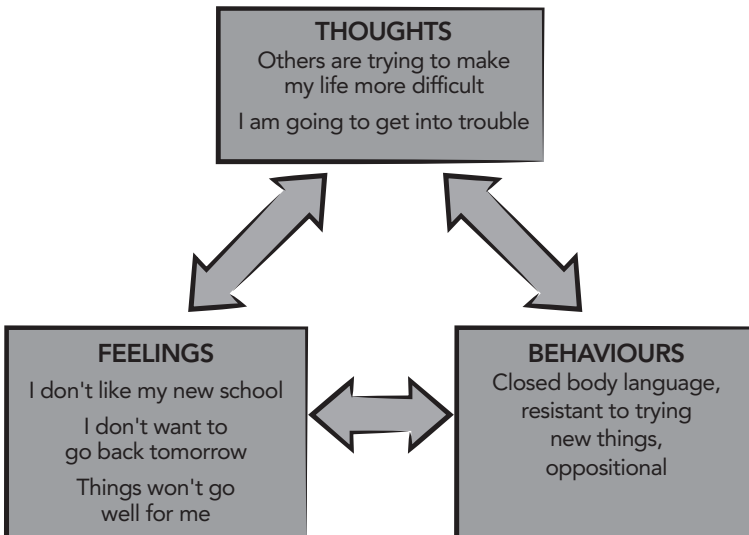 THOUGHTS
Others are trying to make
my life more difficult
I am going to get into trouble
FEELINGS
I don't like my new school
I don't want to
go back tomorrow
Things won't go
well for me
BEHAVIOURS
Closed body language,
resistant to trying
new things,
oppositional